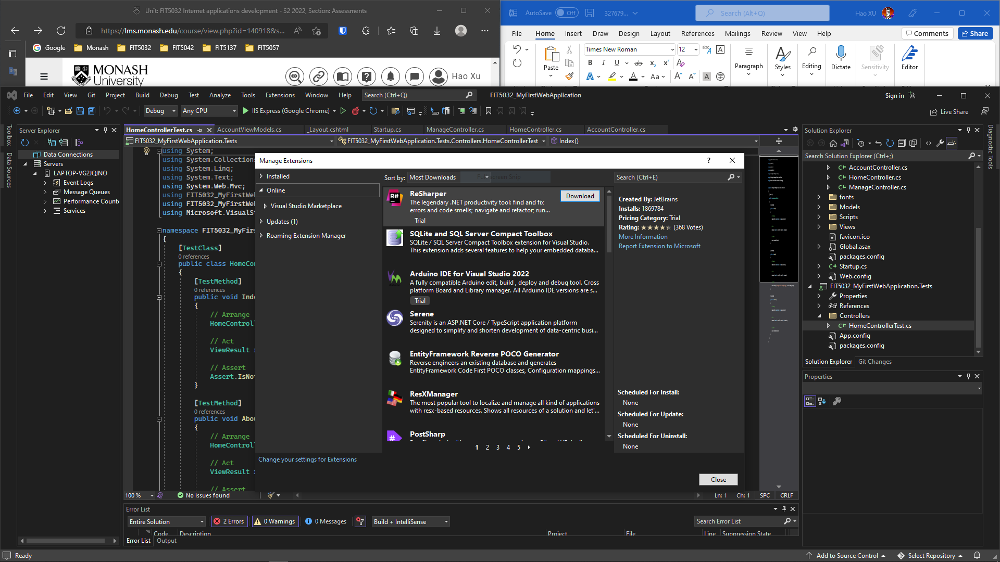 Unit: FIT5032 Internet applications development - S2 2022, Section: Assessments
https://lms.monash.edu/course/view.php?id=140918&s...
Google
Monash
FIT5032
FIT5042
FIT5137
FIT5057
MONASH
University
Hao Xu
AutoSave
Off
327679...
Search (Alt+Q)
Hao XU
File
Home
Insert
Draw
Design
Layout
References
Mailings
Review
View
Help
Comments
Share
Times New Roman
12
Paste
Paragraph
Styles
Editing
Dictate
Sensitivity
Editor
File
Edit
View
Git
Project
Build
Debug
Test
Analyze
Tools
Extensions
Window
Help
Search (Ctrl+Q)
FIT5032_MyFirstWebApplication
Sign in
Debug
Any CPU
IIS Express (Google Chrome)
Live Share
Toolbox
Data Sources
Server Explorer
Data Connections
Servers
LAPTOP-VG2JQINO
Event Logs
Message Queues
Performance Counte
Services
HomeControllerTest.cs
AccountViewModels.cs
_Layout.cshtml
Startup.cs
ManageController.cs
HomeController.cs
AccountController.cs
FIT5032_MyFirstWebApplication.Tests
FIT5032_MyFirstWebApplication.Tests.Controllers.HomeControllerTest
Index()
using System;
using System.Collection
using System.Linq;
using System.Text;
using System.Web.Mvc;
using FIT5032_MyFirstWe
using FIT5032_MyFirstWe
using Microsoft.VisualS
namespace FIT5032_MyFirs
{
[TestClass]
0 references
public class HomeCo
{
[TestMethod]
0 references
public void Inde
{
// Arrange
HomeControll
// Act
ViewResult
// Assert
Assert.IsNot
}
[TestMethod]
0 references
public void Abou
{
// Arrange
HomeControll
// Act
ViewResult
// Assert
Manage Extensions
Installed
Online
Visual Studio Marketplace
Updates (1)
Roaming Extension Manager
Sort by:
Most Downloads
Search (Ctrl+E)
ReSharper
The legendary .NET productivity tool: find and fix
errors and code smells; navigate and refactor; run...
Trial
Download
SQLite and SQL Server Compact Toolbox
SQLite / SQL Server Compact Toolbox extension for Visual Studio.
This extension adds several features to help your embedded databa...
Arduino IDE for Visual Studio 2022
A fully compatible Arduino edit, build , deploy and debug tool. Cross
platform Board and Library manager. All Arduino IDE versions are s...
Trial
Serene
Serenity is an ASP.NET Core / TypeScript application platform
designed to simplify and shorten development of data-centric busi...
EntityFramework Reverse POCO Generator
Reverse engineers an existing database and generates
EntityFramework Code First POCO classes, Configuration mappings...
ResXManager
The most popular tool to localize and manage all kind of applications
with resx-based resources. Shows all resources of a solution and let'...
PostSharp
1 2 3 4 5
Created By: JetBrains
Installs: 1869784
Pricing Category: Trial
Rating: (368 Votes)
More Information
Report Extension to Microsoft
Scheduled For Install:
None
Scheduled For Update:
None
Scheduled For Uninstall:
None
Change your settings for Extensions
Close
100 %
No issues found
Ln: 1
Ch: 1
SPC
CRLF
Error List
Entire Solution
2 Errors
0 Warnings
0 Messages
Build + IntelliSense
Search Error List
Code
Description
Project
File
Line
Suppression State
Error List
Output
Solution Explorer
Search Solution Explorer (Ctrl+;)
C# AccountController.cs
C# HomeController.cs
C# ManageController.cs
fonts
Models
Scripts
Views
favicon.ico
Global.asax
packages.config
C# Startup.cs
Web.config
FIT5032_MyFirstWebApplication.Tests
Properties
References
Controllers
C# HomeControllerTest.cs
App.config
packages.config
Solution Explorer
Git Changes
Properties
Diagnostic Tools
Ready
Add to Source Control
Select Repository